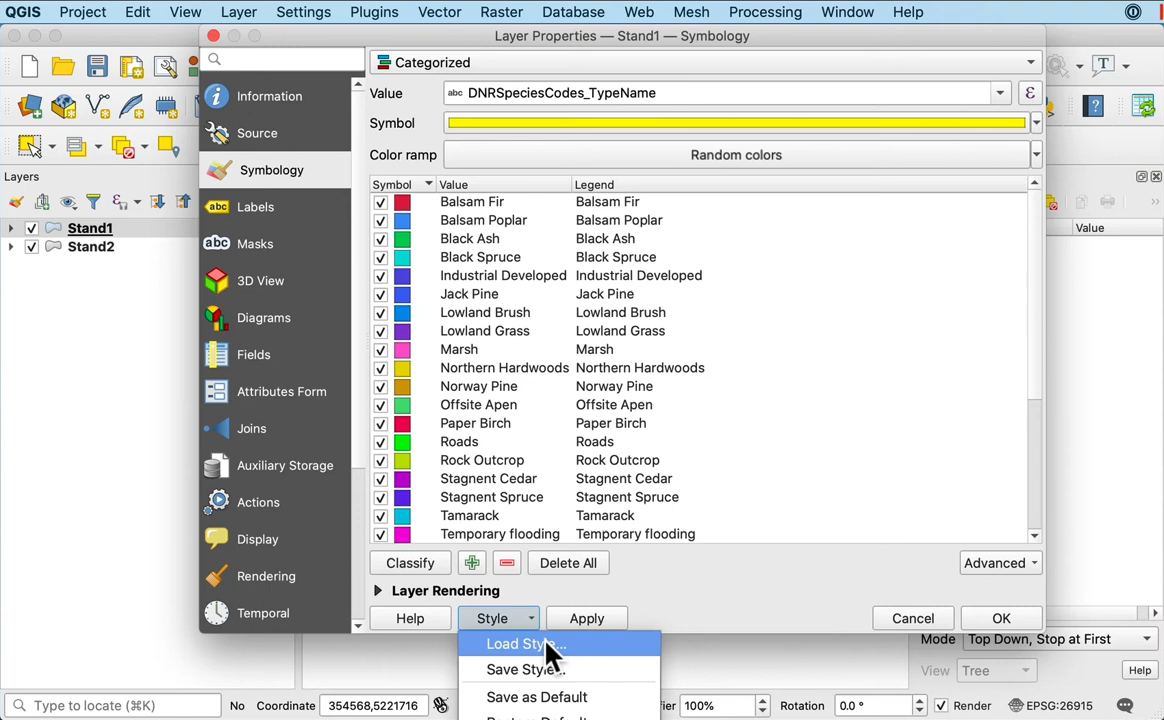 QGIS Project Edit View Layer Settings Plugins Vector Raster Database Web Mesh Processing Window Help
Layer Properties — Stand1 — Symbology
Categorized
Value abc DNRSpeciesCodes_TypeName ε
Symbol
Color ramp Random colors
Information
Source
Symbology
abc Labels
abc Masks
3D View
Diagrams
Fields
Attributes Form
Joins
Auxiliary Storage
Actions
Display
Rendering
Temporal
Layers
Stand1
Stand2
Symbol Value Legend
Balsam Fir Balsam Fir
Balsam Poplar Balsam Poplar
Black Ash Black Ash
Black Spruce Black Spruce
Industrial Developed Industrial Developed
Jack Pine Jack Pine
Lowland Brush Lowland Brush
Lowland Grass Lowland Grass
Marsh Marsh
Northern Hardwoods Northern Hardwoods
Norway Pine Norway Pine
Offsite Apen Offsite Apen
Paper Birch Paper Birch
Roads Roads
Rock Outcrop Rock Outcrop
Stagnent Cedar Stagnent Cedar
Stagnent Spruce Stagnent Spruce
Tamarack Tamarack
Temporary flooding Temporary flooding
Classify Delete All Advanced
Layer Rendering
Help Style Apply Cancel OK
Load Style...
Save Style...
Save as Default
Value
Mode Top Down, Stop at First
View Tree Help
Type to locate (⌘K) No Coordinate 354568,5221716 fier 100% Rotation 0.0 ° Render EPSG:26915